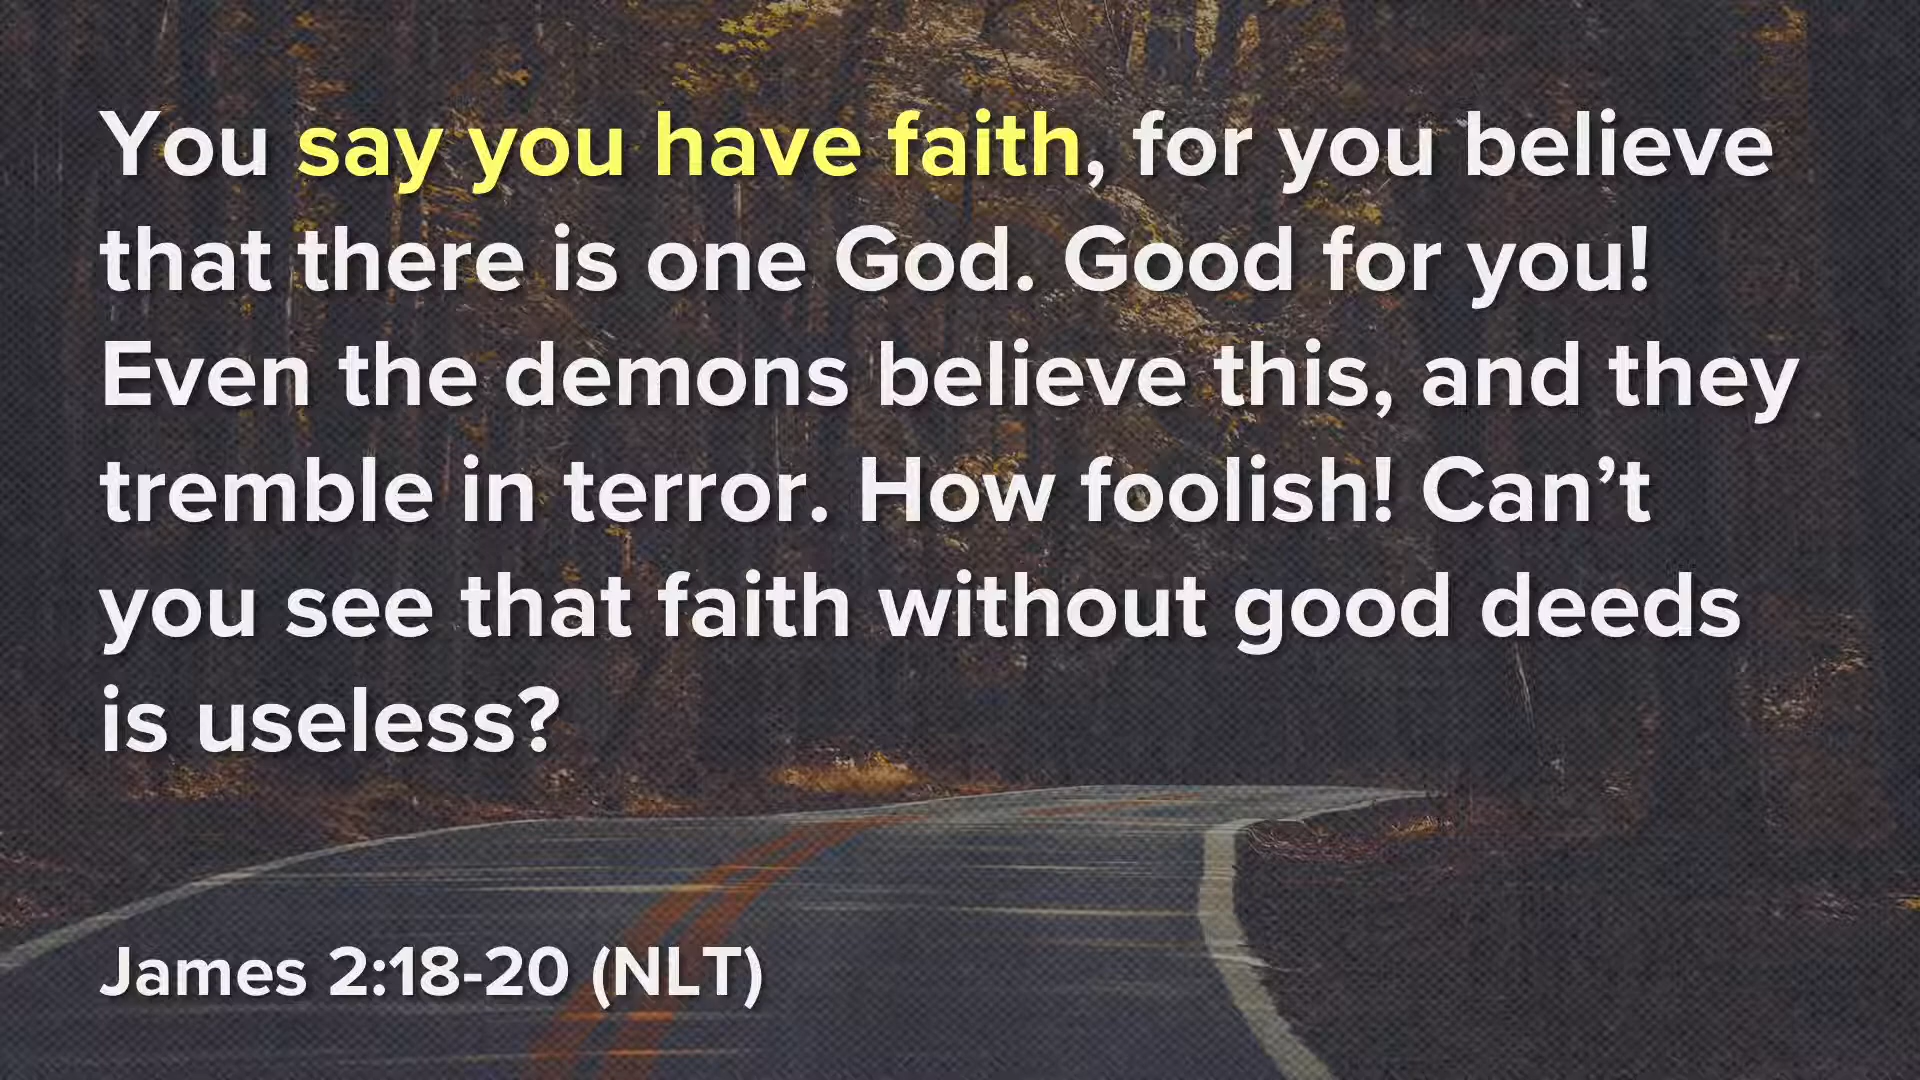 You say you have faith, for you believe
that there is one God. Good for you!
Even the demons believe this, and they
tremble in terror. How foolish! Can’t
you see that faith without good deeds
is useless?
James 2:18-20 (NLT)